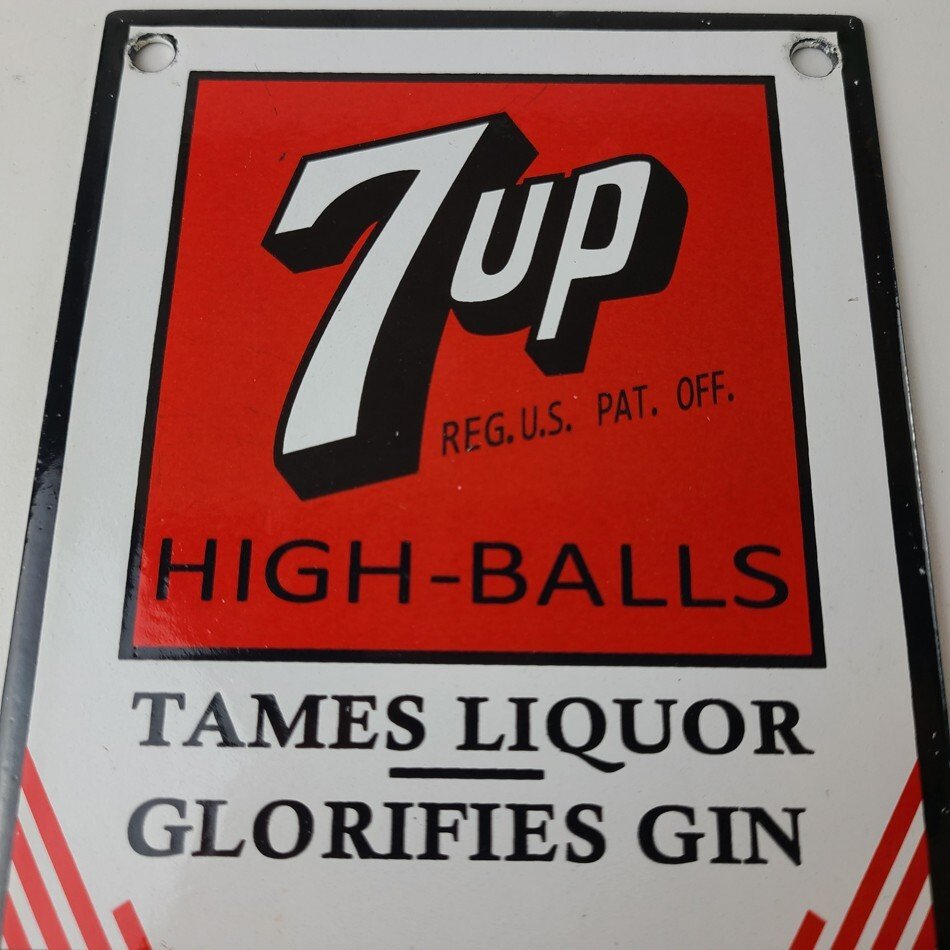 7up
REG. U.S. PAT. OFF.
HIGH-BALLS
TAMES LIQUOR
GLORIFIES GIN